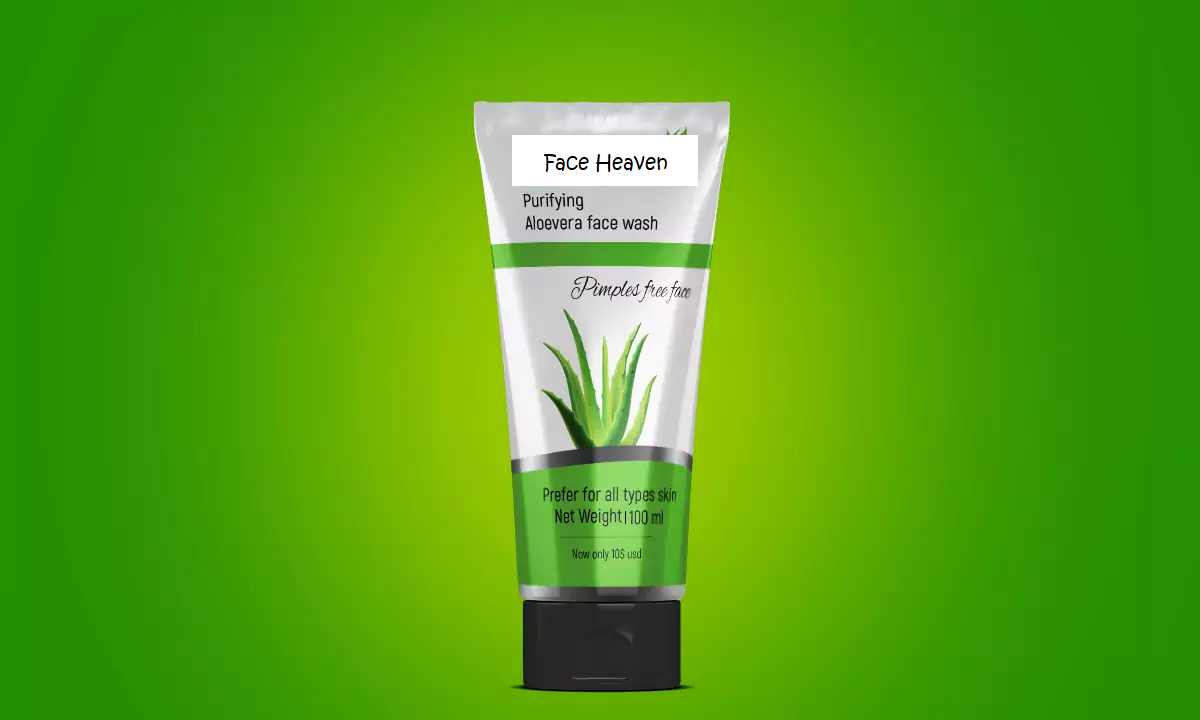 Face Heaven
Purifying
Aloevera face wash
Pimples free face
Prefer for all types skin
Net Weight|100 ml
Now only 10$ usd